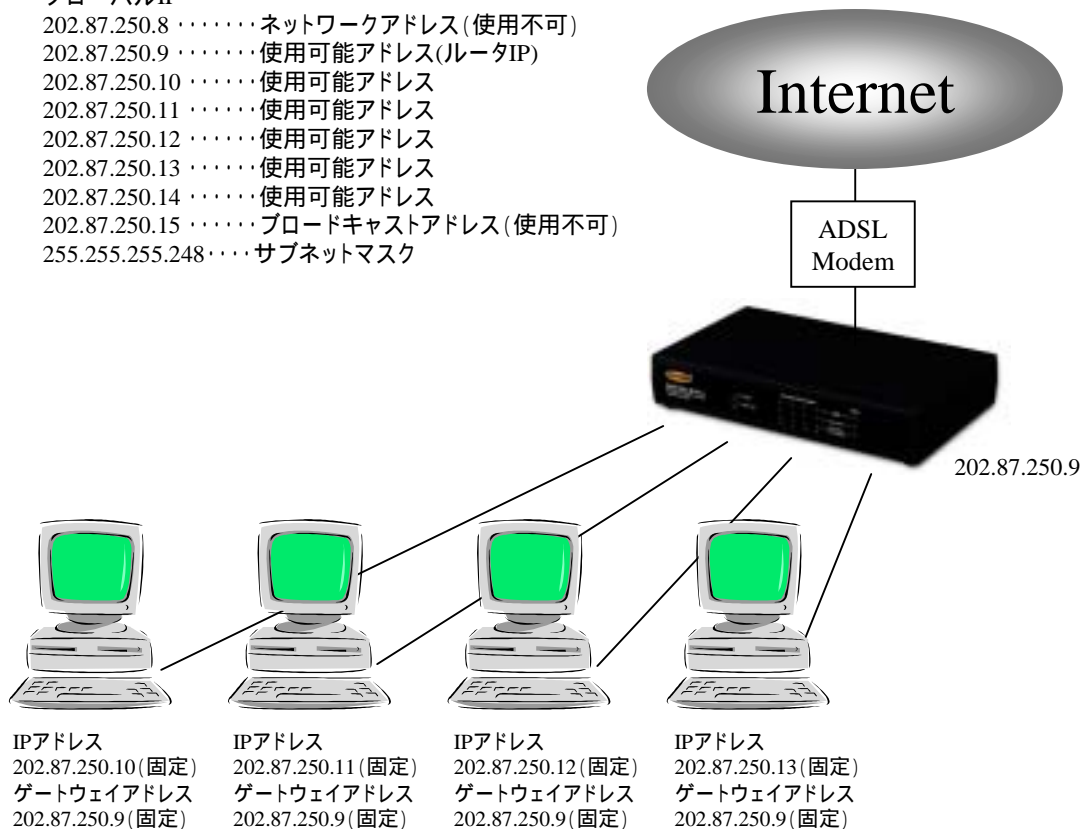 グローバルIP
202.87.250.8 ‥‥‥‥ネットワークアドレス(使用不可)
202.87.250.9 ‥‥‥‥使用可能アドレス(ルータIP)
202.87.250.10 ‥‥‥使用可能アドレス
202.87.250.11 ‥‥‥使用可能アドレス
202.87.250.12 ‥‥‥使用可能アドレス
202.87.250.13 ‥‥‥使用可能アドレス
202.87.250.14 ‥‥‥使用可能アドレス
202.87.250.15 ‥‥‥ブロードキャストアドレス(使用不可)
255.255.255.248‥‥サブネットマスク
Internet
ADSL
Modem
202.87.250.9
IPアドレス
202.87.250.10(固定)
ゲートウェイアドレス
202.87.250.9(固定)
IPアドレス
202.87.250.11(固定)
ゲートウェイアドレス
202.87.250.9(固定)
IPアドレス
202.87.250.12(固定)
ゲートウェイアドレス
202.87.250.9(固定)
IPアドレス
202.87.250.13(固定)
ゲートウェイアドレス
202.87.250.9(固定)